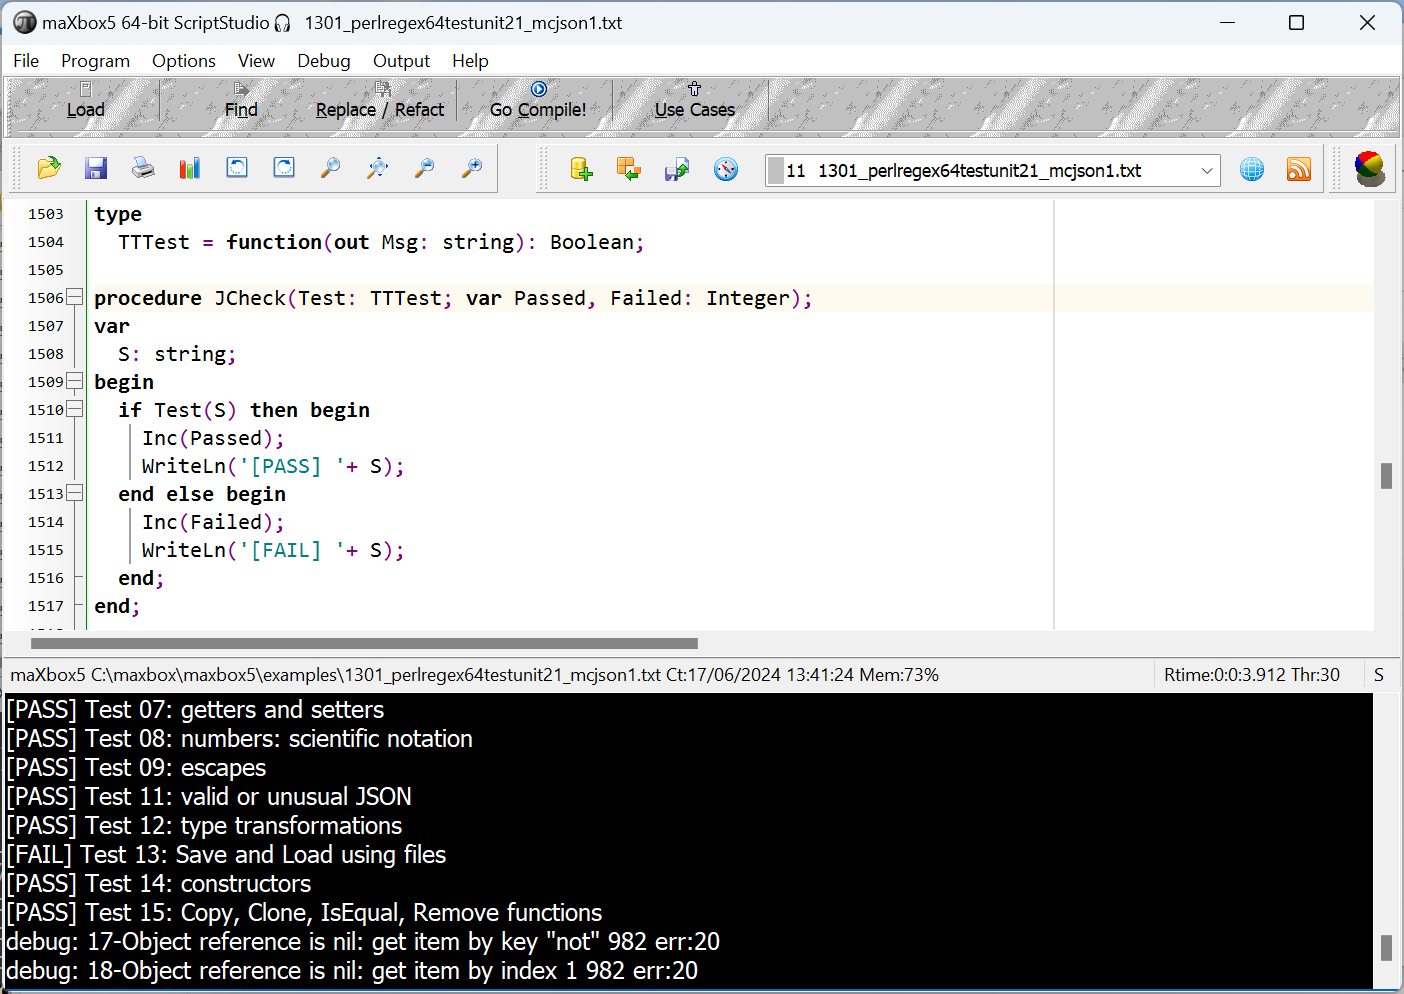 maXbox5 64-bit ScriptStudio 1301_perlregex64testunit21_mcjson1.txt
File Program Options View Debug Output Help
Load Find Replace / Refact Go Compile! Use Cases
11 1301_perlregex64testunit21_mcjson1.txt
1503 type
1504 TTTest = function(out Msg: string): Boolean;
1505
1506 procedure JCheck(Test: TTTest; var Passed, Failed: Integer);
1507 var
1508 S: string;
1509 begin
1510 if Test(S) then begin
1511 Inc(Passed);
1512 WriteLn('[PASS] '+ S);
1513 end else begin
1514 Inc(Failed);
1515 WriteLn('[FAIL] '+ S);
1516 end;
1517 end;
maXbox5 C:\maxbox\maxbox5\examples\1301_perlregex64testunit21_mcjson1.txt Ct:17/06/2024 13:41:24 Mem:73% Rtime:0:0:3.912 Thr:30 S
[PASS] Test 07: getters and setters
[PASS] Test 08: numbers: scientific notation
[PASS] Test 09: escapes
[PASS] Test 11: valid or unusual JSON
[PASS] Test 12: type transformations
[FAIL] Test 13: Save and Load using files
[PASS] Test 14: constructors
[PASS] Test 15: Copy, Clone, IsEqual, Remove functions
debug: 17-Object reference is nil: get item by key "not" 982 err:20
debug: 18-Object reference is nil: get item by index 1 982 err:20